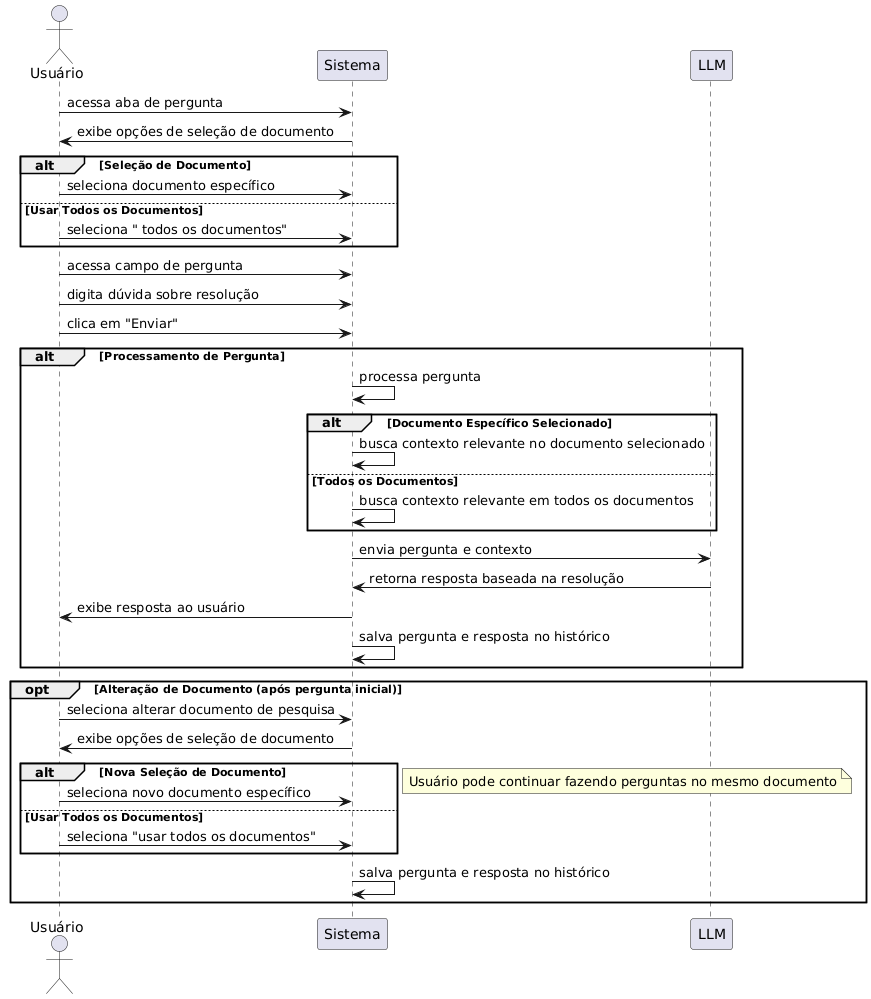 Usuário
Sistema
LLM
acessa aba de pergunta
exibe opções de seleção de documento
alt [Seleção de Documento]
seleciona documento específico
[Usar Todos os Documentos]
seleciona " todos os documentos"
acessa campo de pergunta
digita dúvida sobre resolução
clica em "Enviar"
alt [Processamento de Pergunta]
processa pergunta
alt [Documento Específico Selecionado]
busca contexto relevante no documento selecionado
[Todos os Documentos]
busca contexto relevante em todos os documentos
envia pergunta e contexto
retorna resposta baseada na resolução
exibe resposta ao usuário
salva pergunta e resposta no histórico
opt [Alteração de Documento (após pergunta inicial)]
seleciona alterar documento de pesquisa
exibe opções de seleção de documento
alt [Nova Seleção de Documento]
Usuário pode continuar fazendo perguntas no mesmo documento
seleciona novo documento específico
[Usar Todos os Documentos]
seleciona "usar todos os documentos"
salva pergunta e resposta no histórico
Usuário
Sistema
LLM